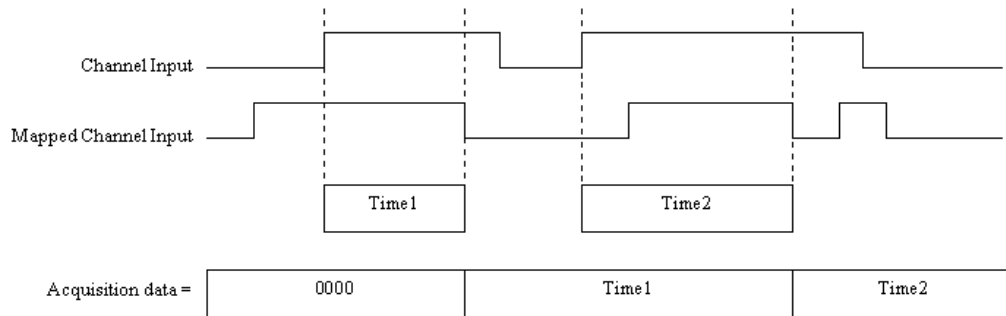 Channel Input
Mapped Channel Input
Time1 Time2
Acquisition data = 0000 Time1 Time2